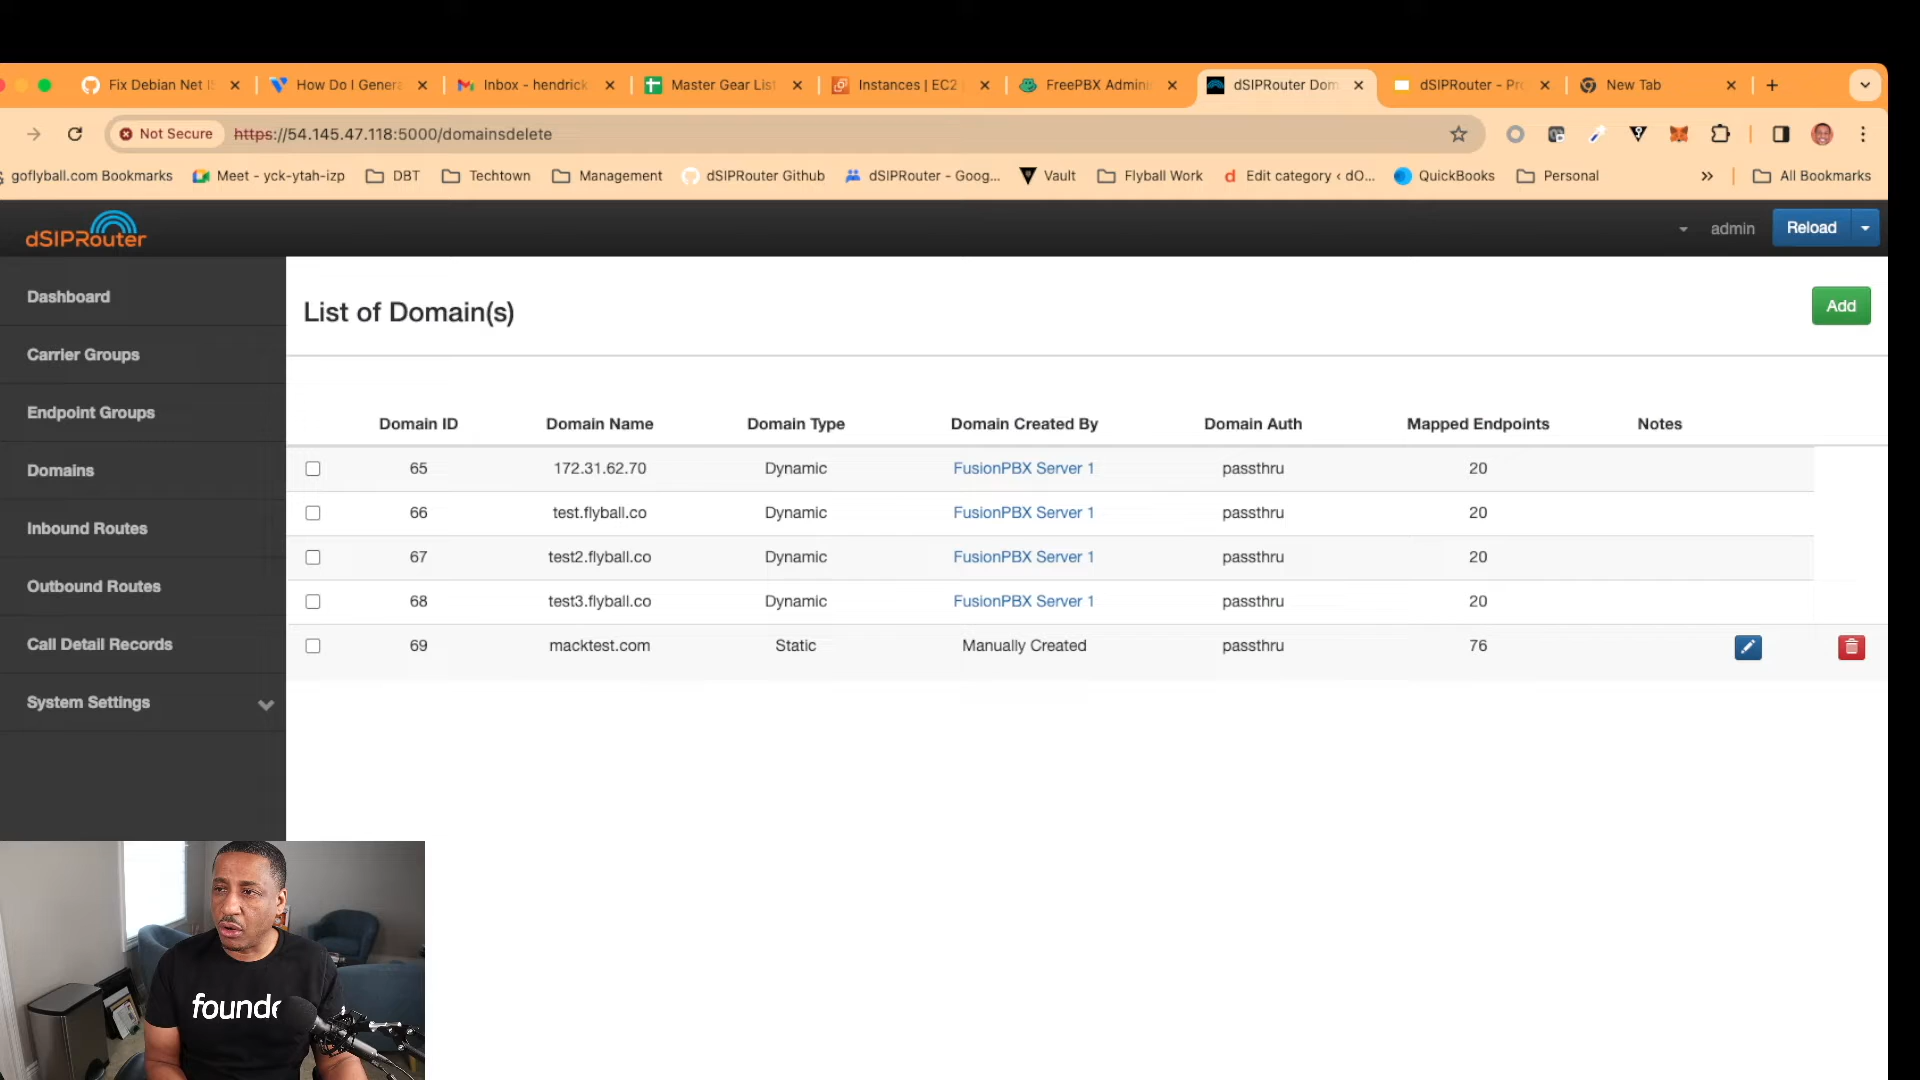 Fix Debian Net I
How Do I Genera
Inbox - hendrick
Master Gear List
Instances | EC2
FreePBX Admini
dSIPRouter Dom
dSIPRouter - Pro
New Tab
Not Secure
https://54.145.47.118:5000/domainsdelete
goflyball.com Bookmarks
Meet - yck-ytah-izp
DBT
Techtown
Management
dSIPRouter Github
dSIPRouter - Goog...
Vault
Flyball Work
Edit category ‹ dO...
QuickBooks
Personal
»
All Bookmarks
dSIPRouter
admin
Reload
Dashboard
Carrier Groups
Endpoint Groups
Domains
Inbound Routes
Outbound Routes
Call Detail Records
System Settings
List of Domain(s)
Add
Domain ID Domain Name Domain Type Domain Created By Domain Auth Mapped Endpoints Notes
65 172.31.62.70 Dynamic FusionPBX Server 1 passthru 20
66 test.flyball.co Dynamic FusionPBX Server 1 passthru 20
67 test2.flyball.co Dynamic FusionPBX Server 1 passthru 20
68 test3.flyball.co Dynamic FusionPBX Server 1 passthru 20
69 macktest.com Static Manually Created passthru 76
founde